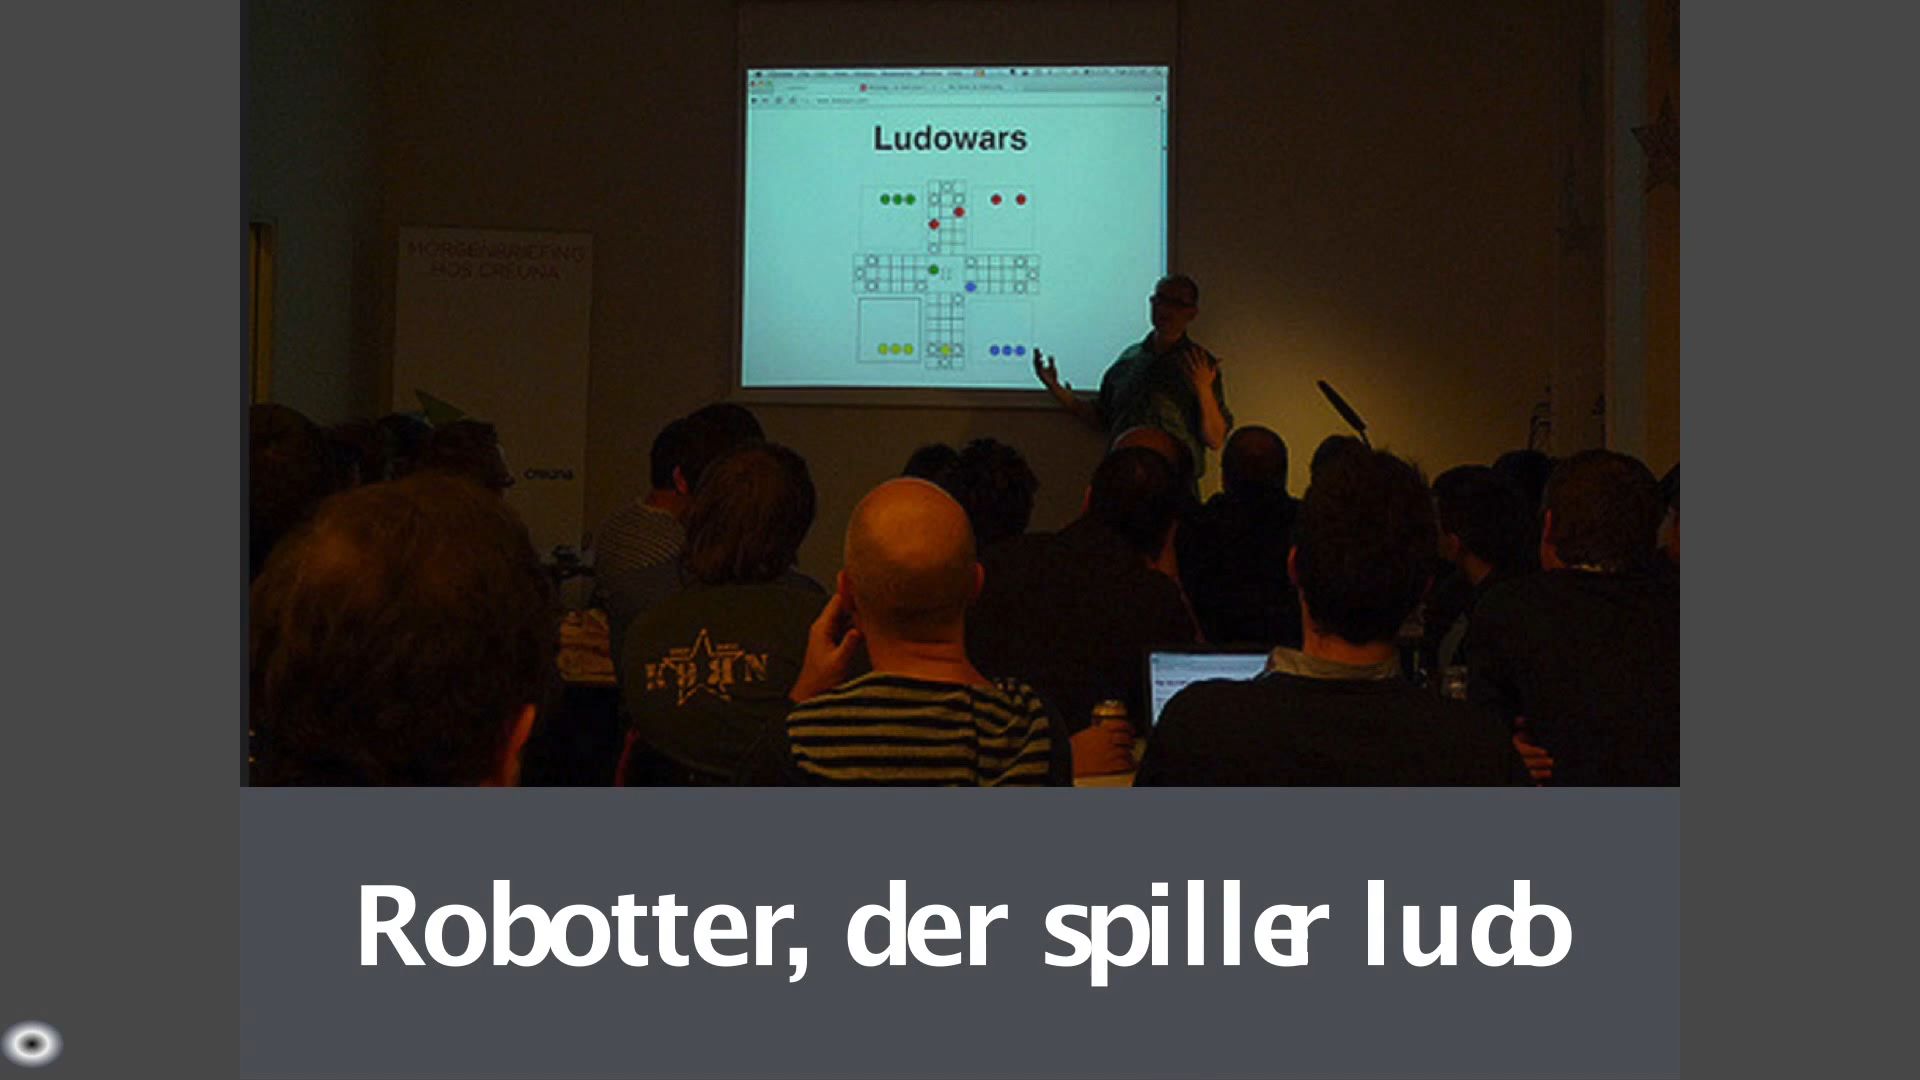 Ludowars
MORGENBRIEFING
HOS CREUNA
creuna
Robotter, der spiller ludo